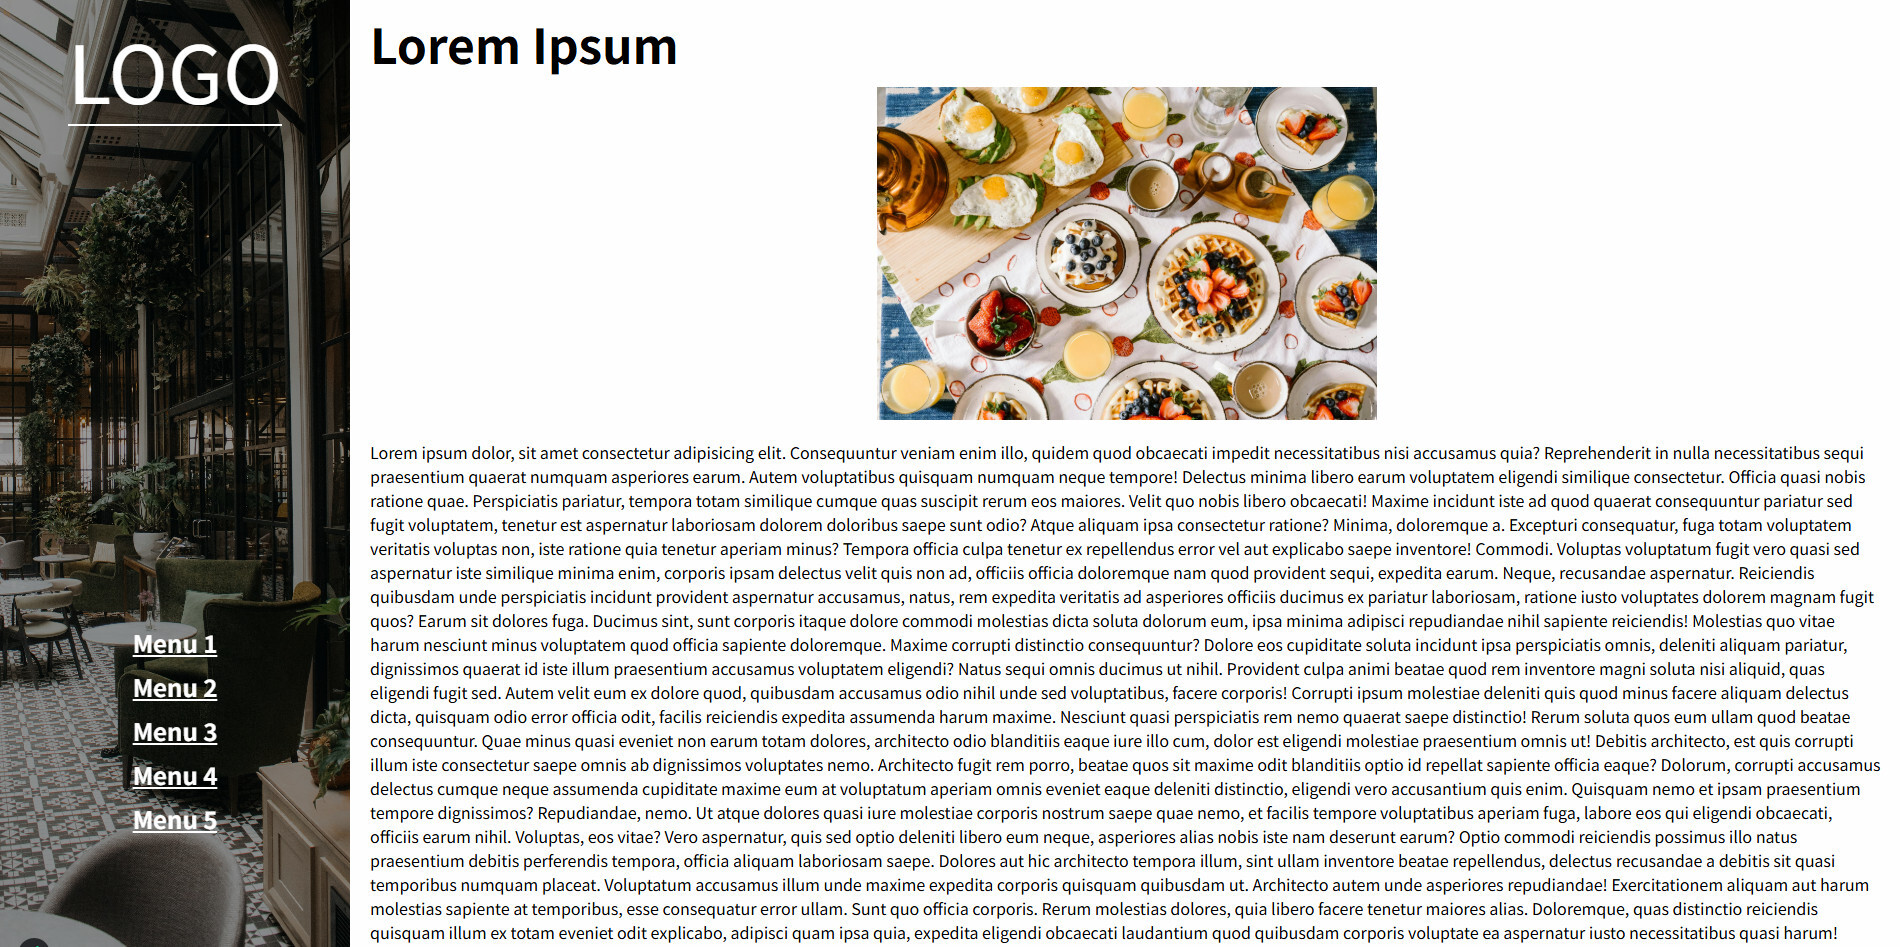 LOGO
Menu 1
Menu 2
Menu 3
Menu 4
Menu 5
Lorem Ipsum
Lorem ipsum dolor, sit amet consectetur adipisicing elit. Consequuntur veniam enim illo, quidem quod obcaecati impedit necessitatibus nisi accusamus quia? Reprehenderit in nulla necessitatibus sequi
praesentium quaerat numquam asperiores earum. Autem voluptatibus quisquam numquam neque tempore! Delectus minima libero earum voluptatem eligendi similique consectetur. Officia quasi nobis
ratione quae. Perspiciatis pariatur, tempora totam similique cumque quas suscipit rerum eos maiores. Velit quo nobis libero obcaecati! Maxime incidunt iste ad quod quaerat consequuntur pariatur sed
fugit voluptatem, tenetur est aspernatur laboriosam dolorem doloribus saepe sunt odio? Atque aliquam ipsa consectetur ratione? Minima, doloremque a. Excepturi consequatur, fuga totam voluptatem
veritatis voluptas non, iste ratione quia tenetur aperiam minus? Tempora officia culpa tenetur ex repellendus error vel aut explicabo saepe inventore! Commodi. Voluptas voluptatum fugit vero quasi sed
aspernatur iste similique minima enim, corporis ipsam delectus velit quis non ad, officiis officia doloremque nam quod provident sequi, expedita earum. Neque, recusandae aspernatur. Reiciendis
quibusdam unde perspiciatis incidunt provident aspernatur accusamus, natus, rem expedita veritatis ad asperiores officiis ducimus ex pariatur laboriosam, ratione iusto voluptates dolorem magnam fugit
quos? Earum sit dolores fuga. Ducimus sint, sunt corporis itaque dolore commodi molestias dicta soluta dolorum eum, ipsa minima adipisci repudiandae nihil sapiente reiciendis! Molestias quo vitae
harum nesciunt minus voluptatem quod officia sapiente doloremque. Maxime corrupti distinctio consequuntur? Dolore eos cupiditate soluta incidunt ipsa perspiciatis omnis, deleniti aliquam pariatur,
dignissimos quaerat id iste illum praesentium accusamus voluptatem eligendi? Natus sequi omnis ducimus ut nihil. Provident culpa animi beatae quod rem inventore magni soluta nisi aliquid, quas
eligendi fugit sed. Autem velit eum ex dolore quod, quibusdam accusamus odio nihil unde sed voluptatibus, facere corporis! Corrupti ipsum molestiae deleniti quis quod minus facere aliquam delectus
dicta, quisquam odio error officia odit, facilis reiciendis expedita assumenda harum maxime. Nesciunt quasi perspiciatis rem nemo quaerat saepe distinctio! Rerum soluta quos eum ullam quod beatae
consequuntur. Quae minus quasi eveniet non earum totam dolores, architecto odio blanditiis eaque iure illo cum, dolor est eligendi molestiae praesentium omnis ut! Debitis architecto, est quis corrupti
illum iste consectetur saepe omnis ab dignissimos voluptates nemo. Architecto fugit rem porro, beatae quos sit maxime odit blanditiis optio id repellat sapiente officia eaque? Dolorum, corrupti accusamus
delectus cumque neque assumenda cupiditate maxime eum at voluptatum aperiam omnis eveniet eaque deleniti distinctio, eligendi vero accusantium quis enim. Quisquam nemo et ipsam praesentium
tempore dignissimos? Repudiandae, nemo. Ut atque dolores quasi iure molestiae corporis nostrum saepe quae nemo, et facilis tempore voluptatibus aperiam fuga, labore eos qui eligendi obcaecati,
officiis earum nihil. Voluptas, eos vitae? Vero aspernatur, quis sed optio deleniti libero eum neque, asperiores alias nobis iste nam deserunt earum? Optio commodi reiciendis possimus illo natus
praesentium debitis perferendis tempora, officia aliquam laboriosam saepe. Dolores aut hic architecto tempora illum, sint ullam inventore beatae repellendus, delectus recusandae a debitis sit quasi
temporibus numquam placeat. Voluptatum accusamus illum unde maxime expedita corporis quisquam quibusdam ut. Architecto autem unde asperiores repudiandae! Exercitationem aliquam aut harum
molestias sapiente at temporibus, esse consequatur error ullam. Sunt quo officia corporis. Rerum molestias dolores, quia libero facere tenetur maiores alias. Doloremque, quas distinctio reiciendis
quisquam illum ex totam eveniet odit explicabo, adipisci quam ipsa quia, expedita eligendi obcaecati laudantium quod quibusdam corporis voluptate ea aspernatur iusto necessitatibus quasi harum!